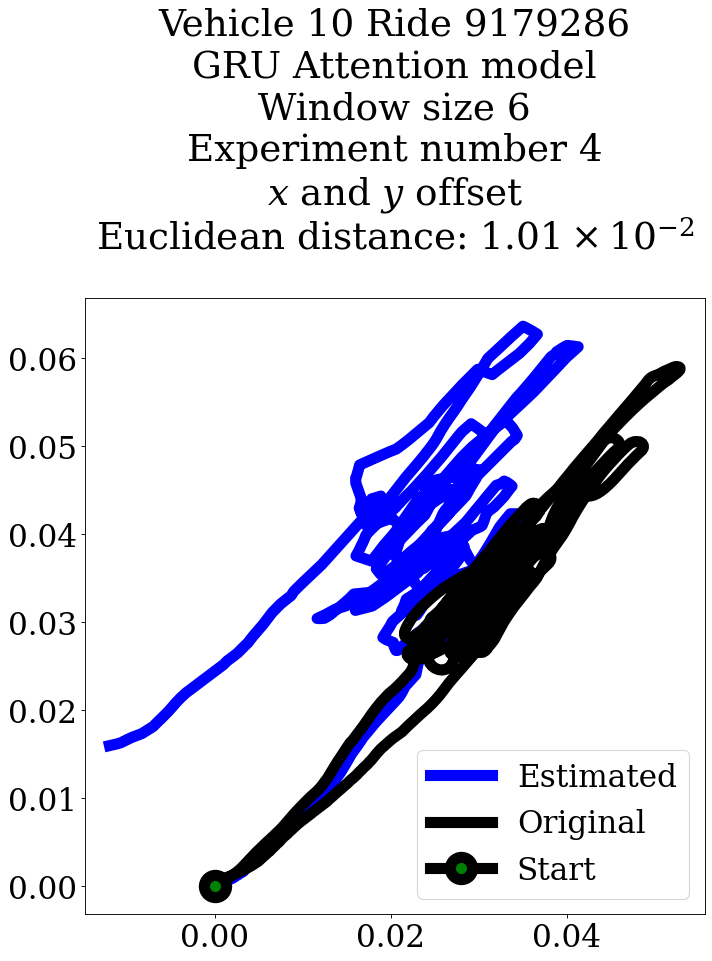 Vehicle 10 Ride 9179286
GRU Attention model
Window size 6
Experiment number 4
x and y offset
Euclidean distance: 1.01 × 10⁻²
0.06
0.05
0.04
0.03
0.02
0.01
0.00
Estimated
Original
Start
0.00 0.02 0.04